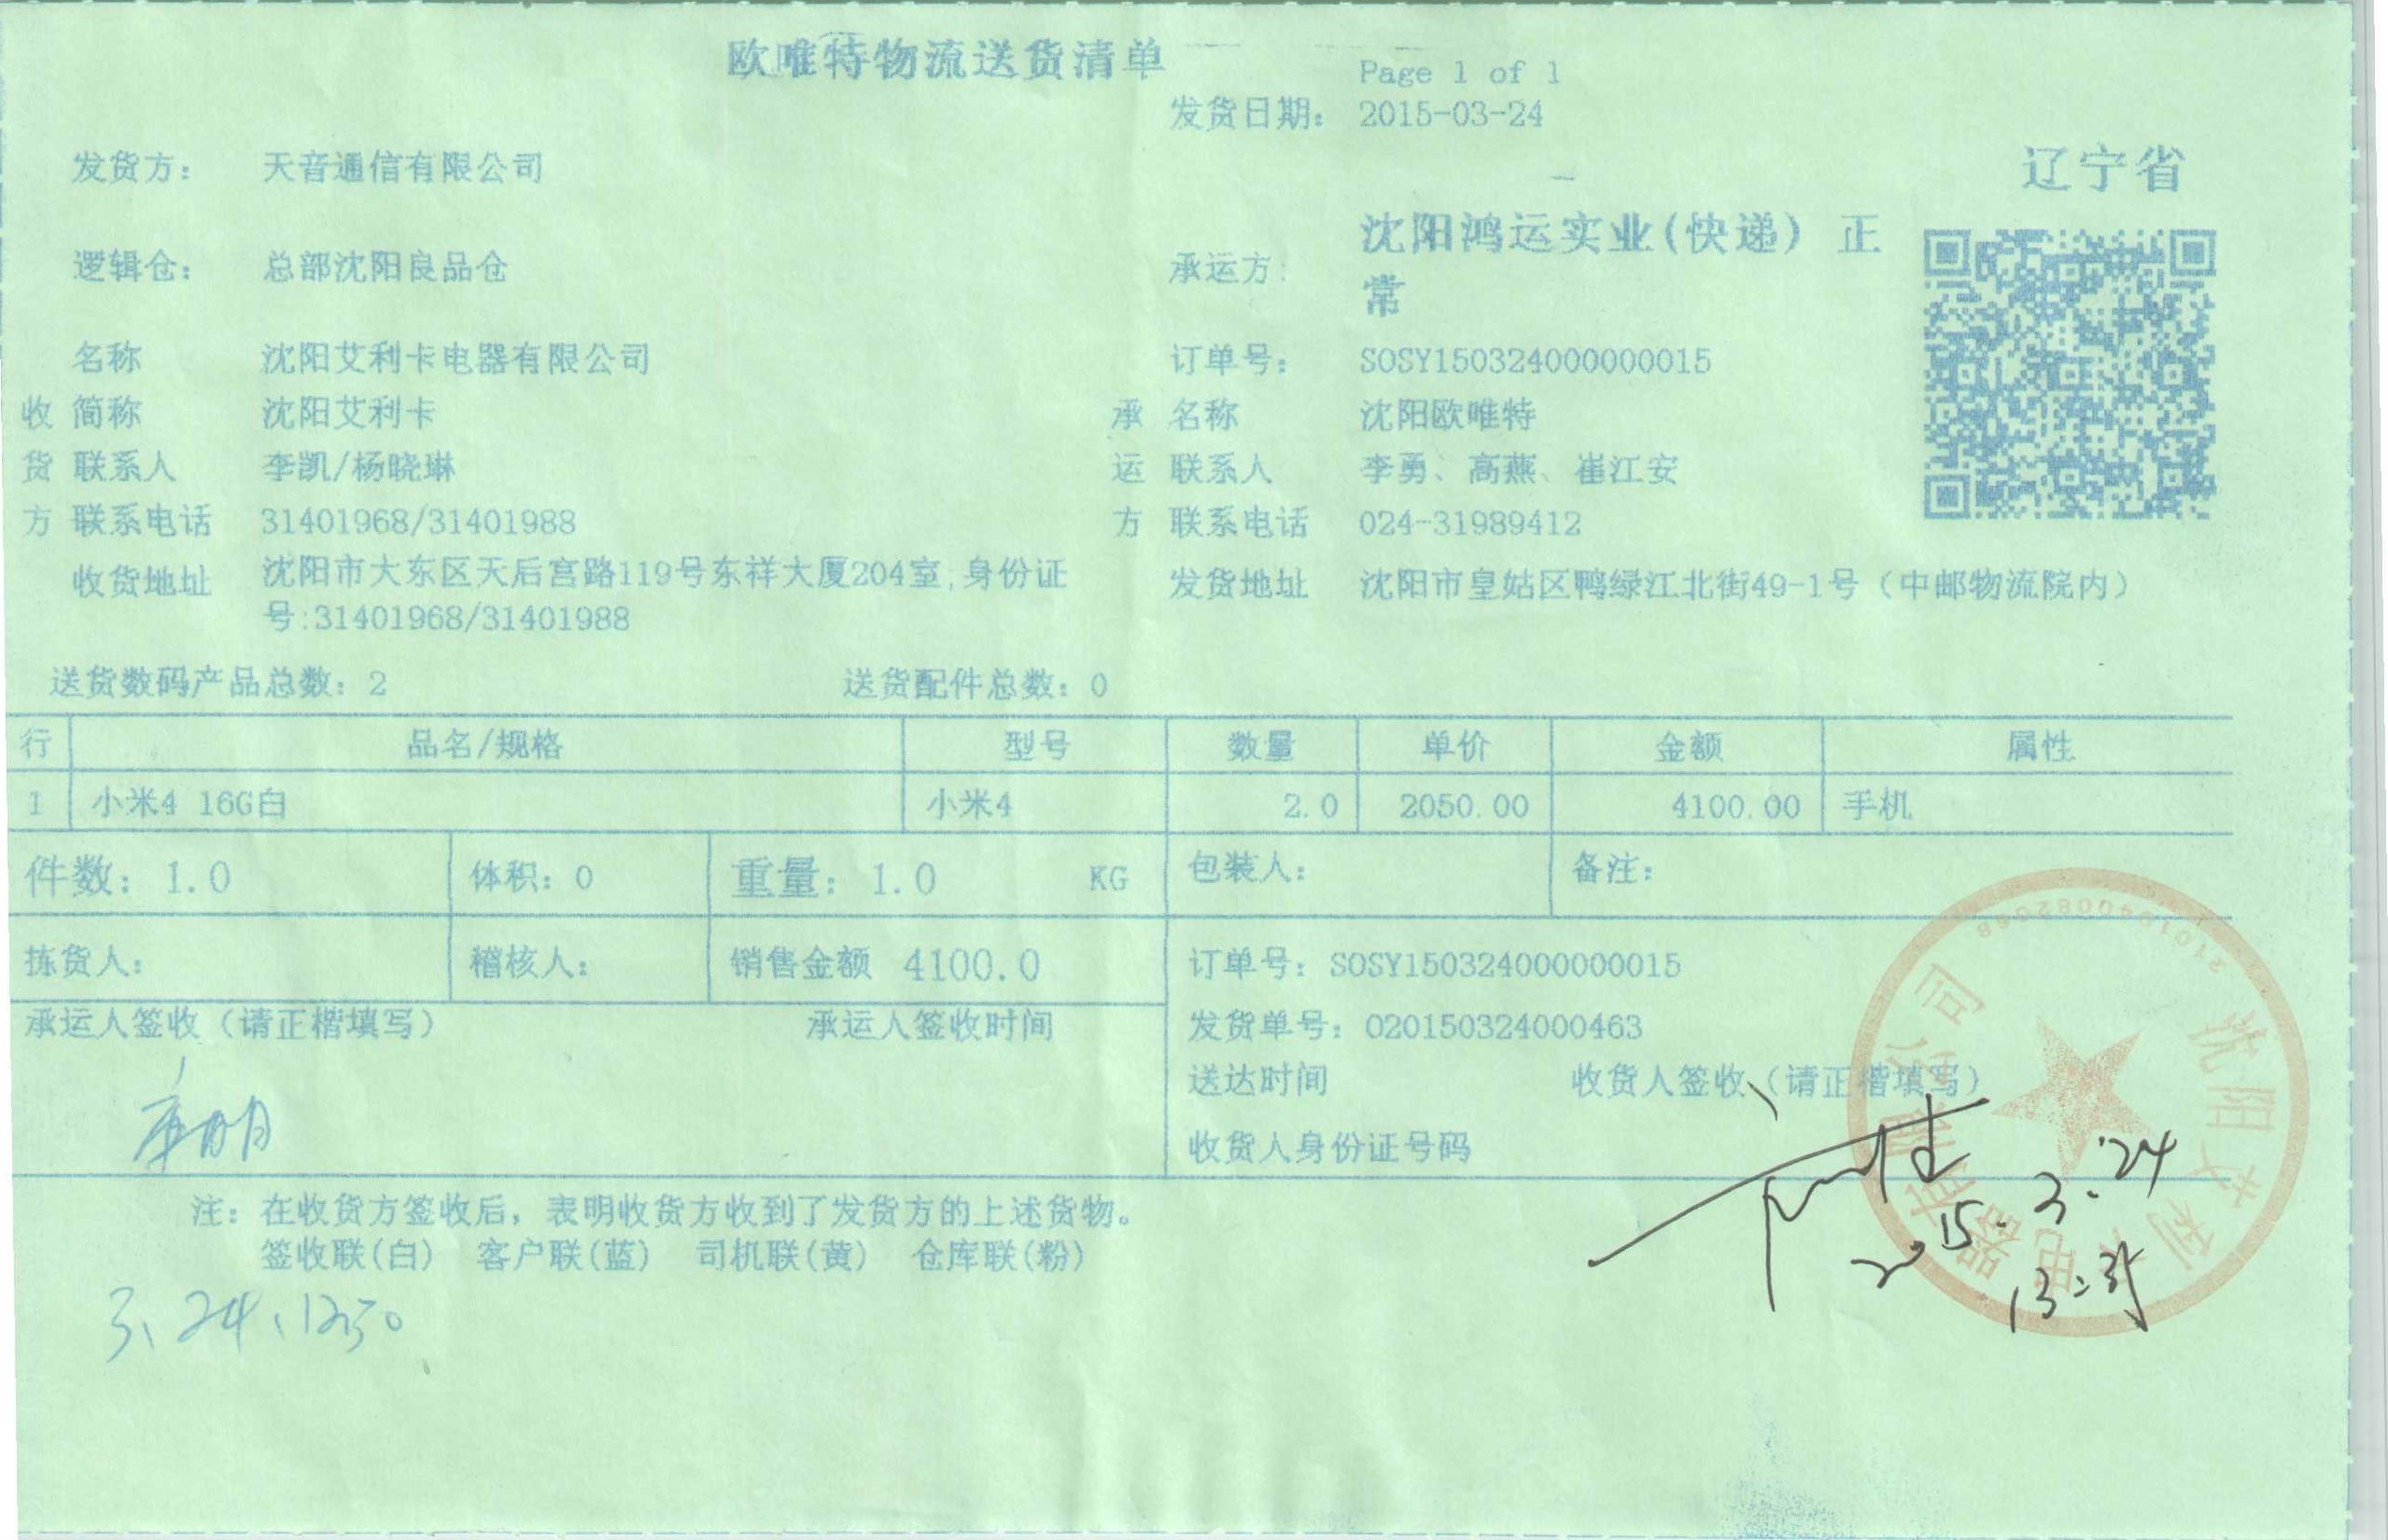 欧唯特物流送货清单
Page 1 of 1
发货日期: 2015-03-24
发货方: 天音通信有限公司
辽宁省
逻辑仓: 总部沈阳良品仓
承运方: 沈阳鸿运实业(快递) 正
常
名称 沈阳艾利卡电器有限公司
订单号: SOSY150324000000015
收 简称 沈阳艾利卡
承 名称 沈阳欧唯特
货 联系人 李凯/杨晓琳
运 联系人 李勇、高燕、崔江安
方 联系电话 31401968/31401988
方 联系电话 024-31989412
收货地址 沈阳市大东区天后宫路119号东祥大厦204室,身份证
号:31401968/31401988
发货地址 沈阳市皇姑区鸭绿江北街49-1号（中邮物流院内）
送货数码产品总数: 2 送货配件总数: 0
行 品名/规格 型号 数量 单价 金额 属性
1 小米4 16G白 小米4 2.0 2050.00 4100.00 手机
件数: 1.0 体积: 0 重量: 1.0 KG 包装人: 备注:
拣货人: 稽核人: 销售金额 4100.0 订单号: SOSY150324000000015
承运人签收（请正楷填写） 承运人签收时间
发货单号: 020150324000463
送达时间 收货人签收（请正楷填写）
收货人身份证号码
2015.3.24
注: 在收货方签收后, 表明收货方收到了发货方的上述货物。
签收联(白) 客户联(蓝) 司机联(黄) 仓库联(粉)
3、24、1250
沈阳艾利卡电器有限公司